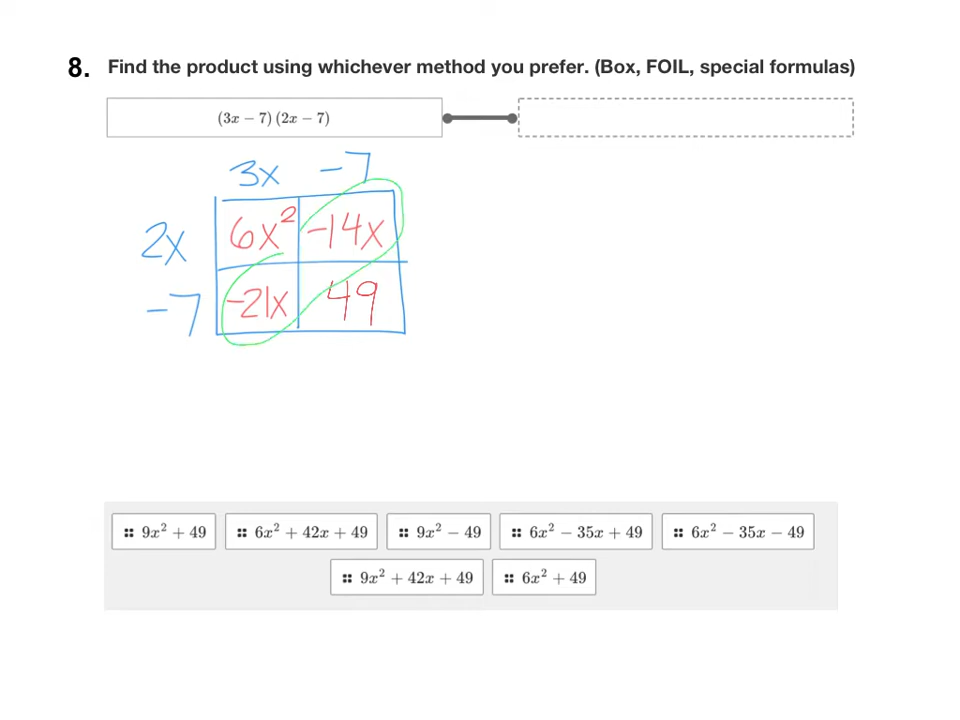 8. Find the product using whichever method you prefer. (Box, FOIL, special formulas)
(3x − 7) (2x − 7)
3x −7
2x 6x² −14x
−7 −21x 49
9x² + 49 6x² + 42x + 49 9x² − 49 6x² − 35x + 49 6x² − 35x − 49
9x² + 42x + 49 6x² + 49